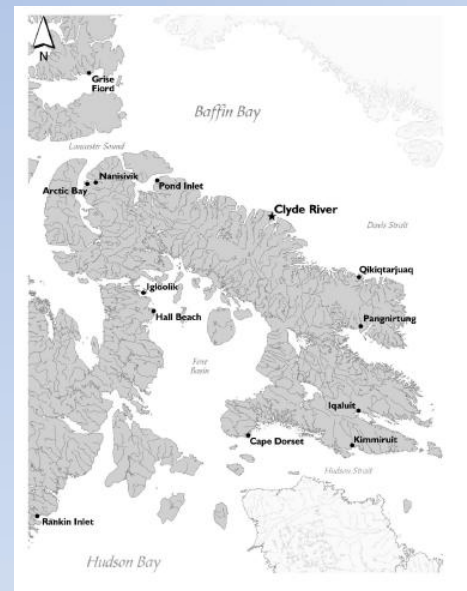 N
Grise
Fiord
Baffin Bay
Lancaster Sound
Nanisivik
Arctic Bay
Pond Inlet
Clyde River
Davis Strait
Qikiqtarjuaq
Igloolik
Hall Beach
Pangnirtung
Foxe
Basin
Iqaluit
Cape Dorset
Kimmiruit
Hudson Strait
Rankin Inlet
Hudson Bay